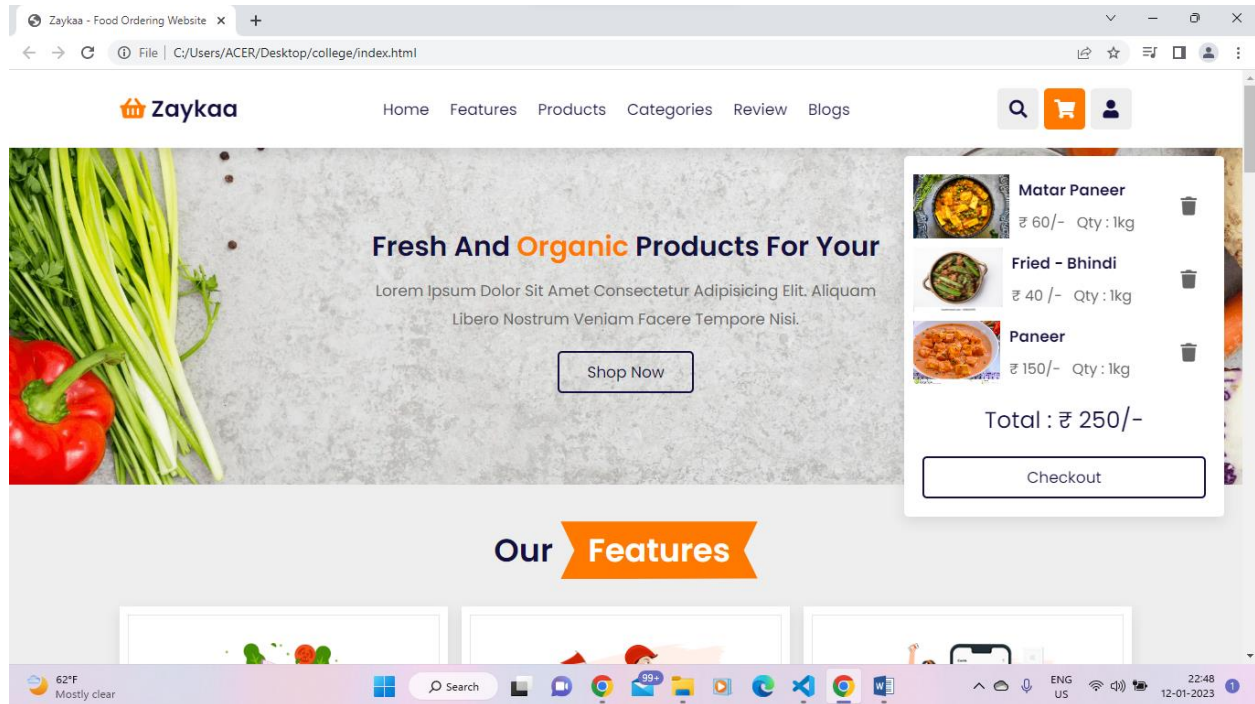 Zaykaa - Food Ordering Website
File | C:/Users/ACER/Desktop/college/index.html
Zaykaa
Home Features Products Categories Review Blogs
Fresh And Organic Products For Your
Lorem Ipsum Dolor Sit Amet Consectetur Adipisicing Elit. Aliquam
Libero Nostrum Veniam Facere Tempore Nisi.
Shop Now
Matar Paneer
₹ 60/- Qty : 1kg
Fried - Bhindi
₹ 40 /- Qty : 1kg
Paneer
₹ 150/- Qty : 1kg
Total : ₹ 250/-
Checkout
Our Features
62°F
Mostly clear
Search
99+
ENG
US
22:48
12-01-2023
1